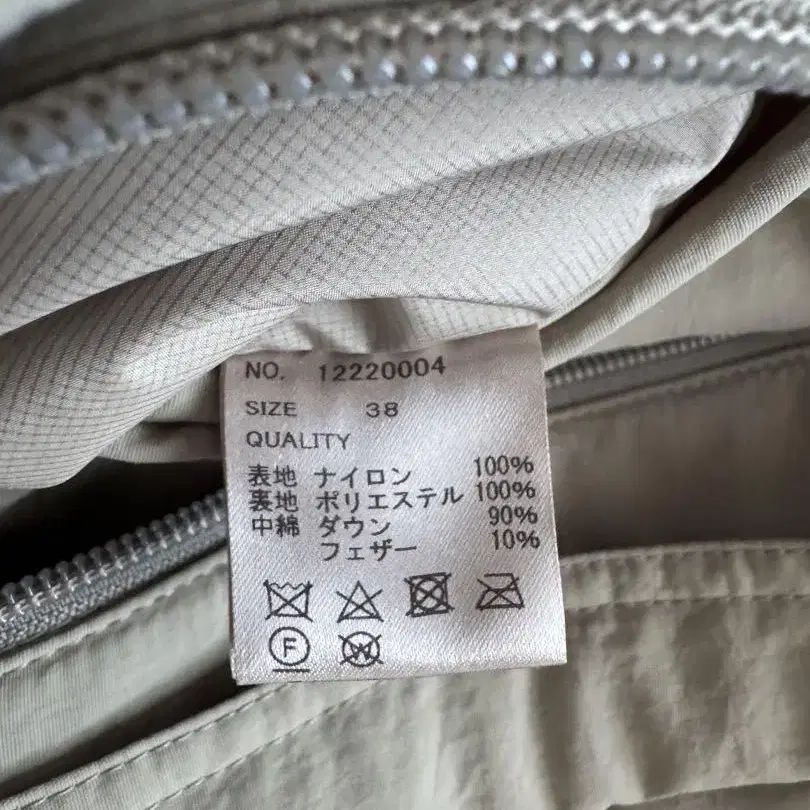 NO. 12220004
SIZE 38
QUALITY
表地 ナイロン 100%
裏地 ポリエステル 100%
中綿 ダウン 90%
フェザー 10%
F W